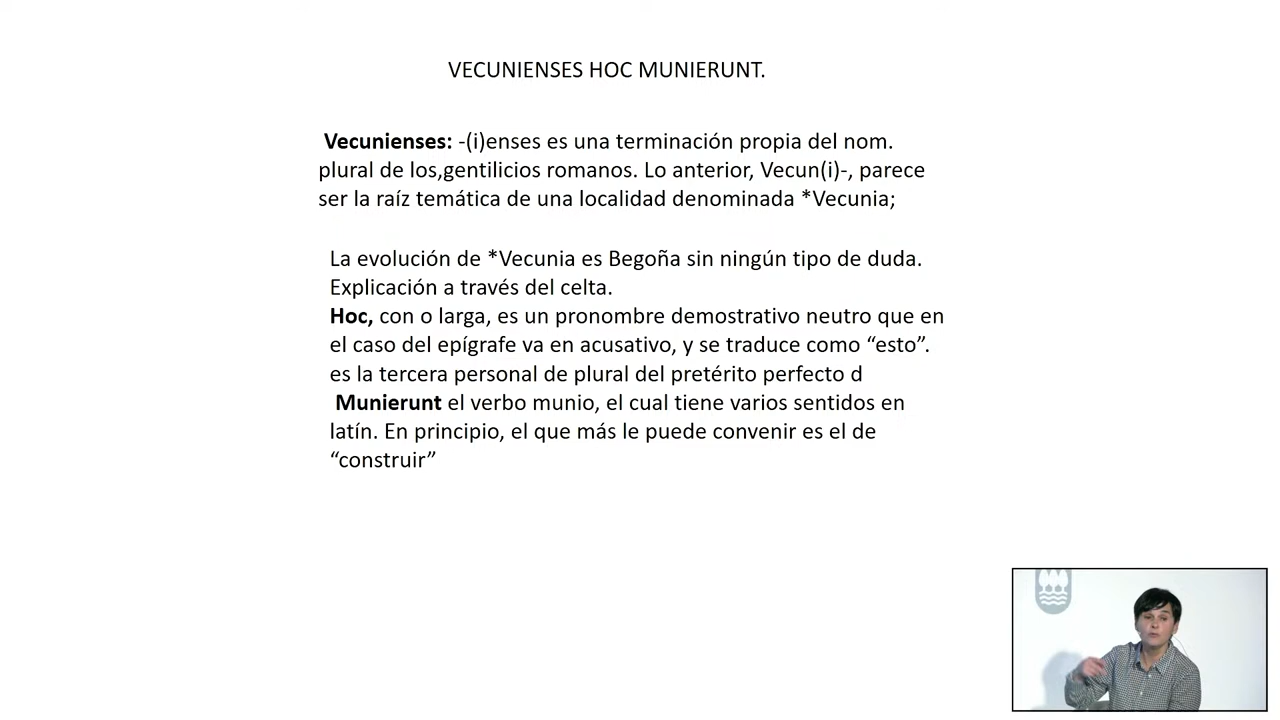 VECUNIENSES HOC MUNIERUNT.
Vecunienses: -(i)enses es una terminación propia del nom.
plural de los,gentilicios romanos. Lo anterior, Vecun(i)-, parece
ser la raíz temática de una localidad denominada *Vecunia;
La evolución de *Vecunia es Begoña sin ningún tipo de duda.
Explicación a través del celta.
Hoc, con o larga, es un pronombre demostrativo neutro que en
el caso del epígrafe va en acusativo, y se traduce como “esto”.
es la tercera personal de plural del pretérito perfecto d
Munierunt el verbo munio, el cual tiene varios sentidos en
latín. En principio, el que más le puede convenir es el de
“construir”